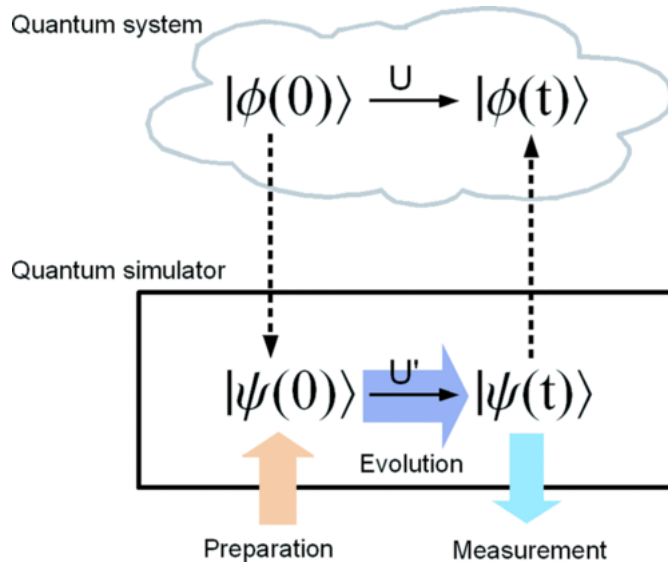 Quantum system
|ϕ(0)⟩ U |ϕ(t)⟩
Quantum simulator
|ψ(0)⟩ U' |ψ(t)⟩
Evolution
Preparation Measurement